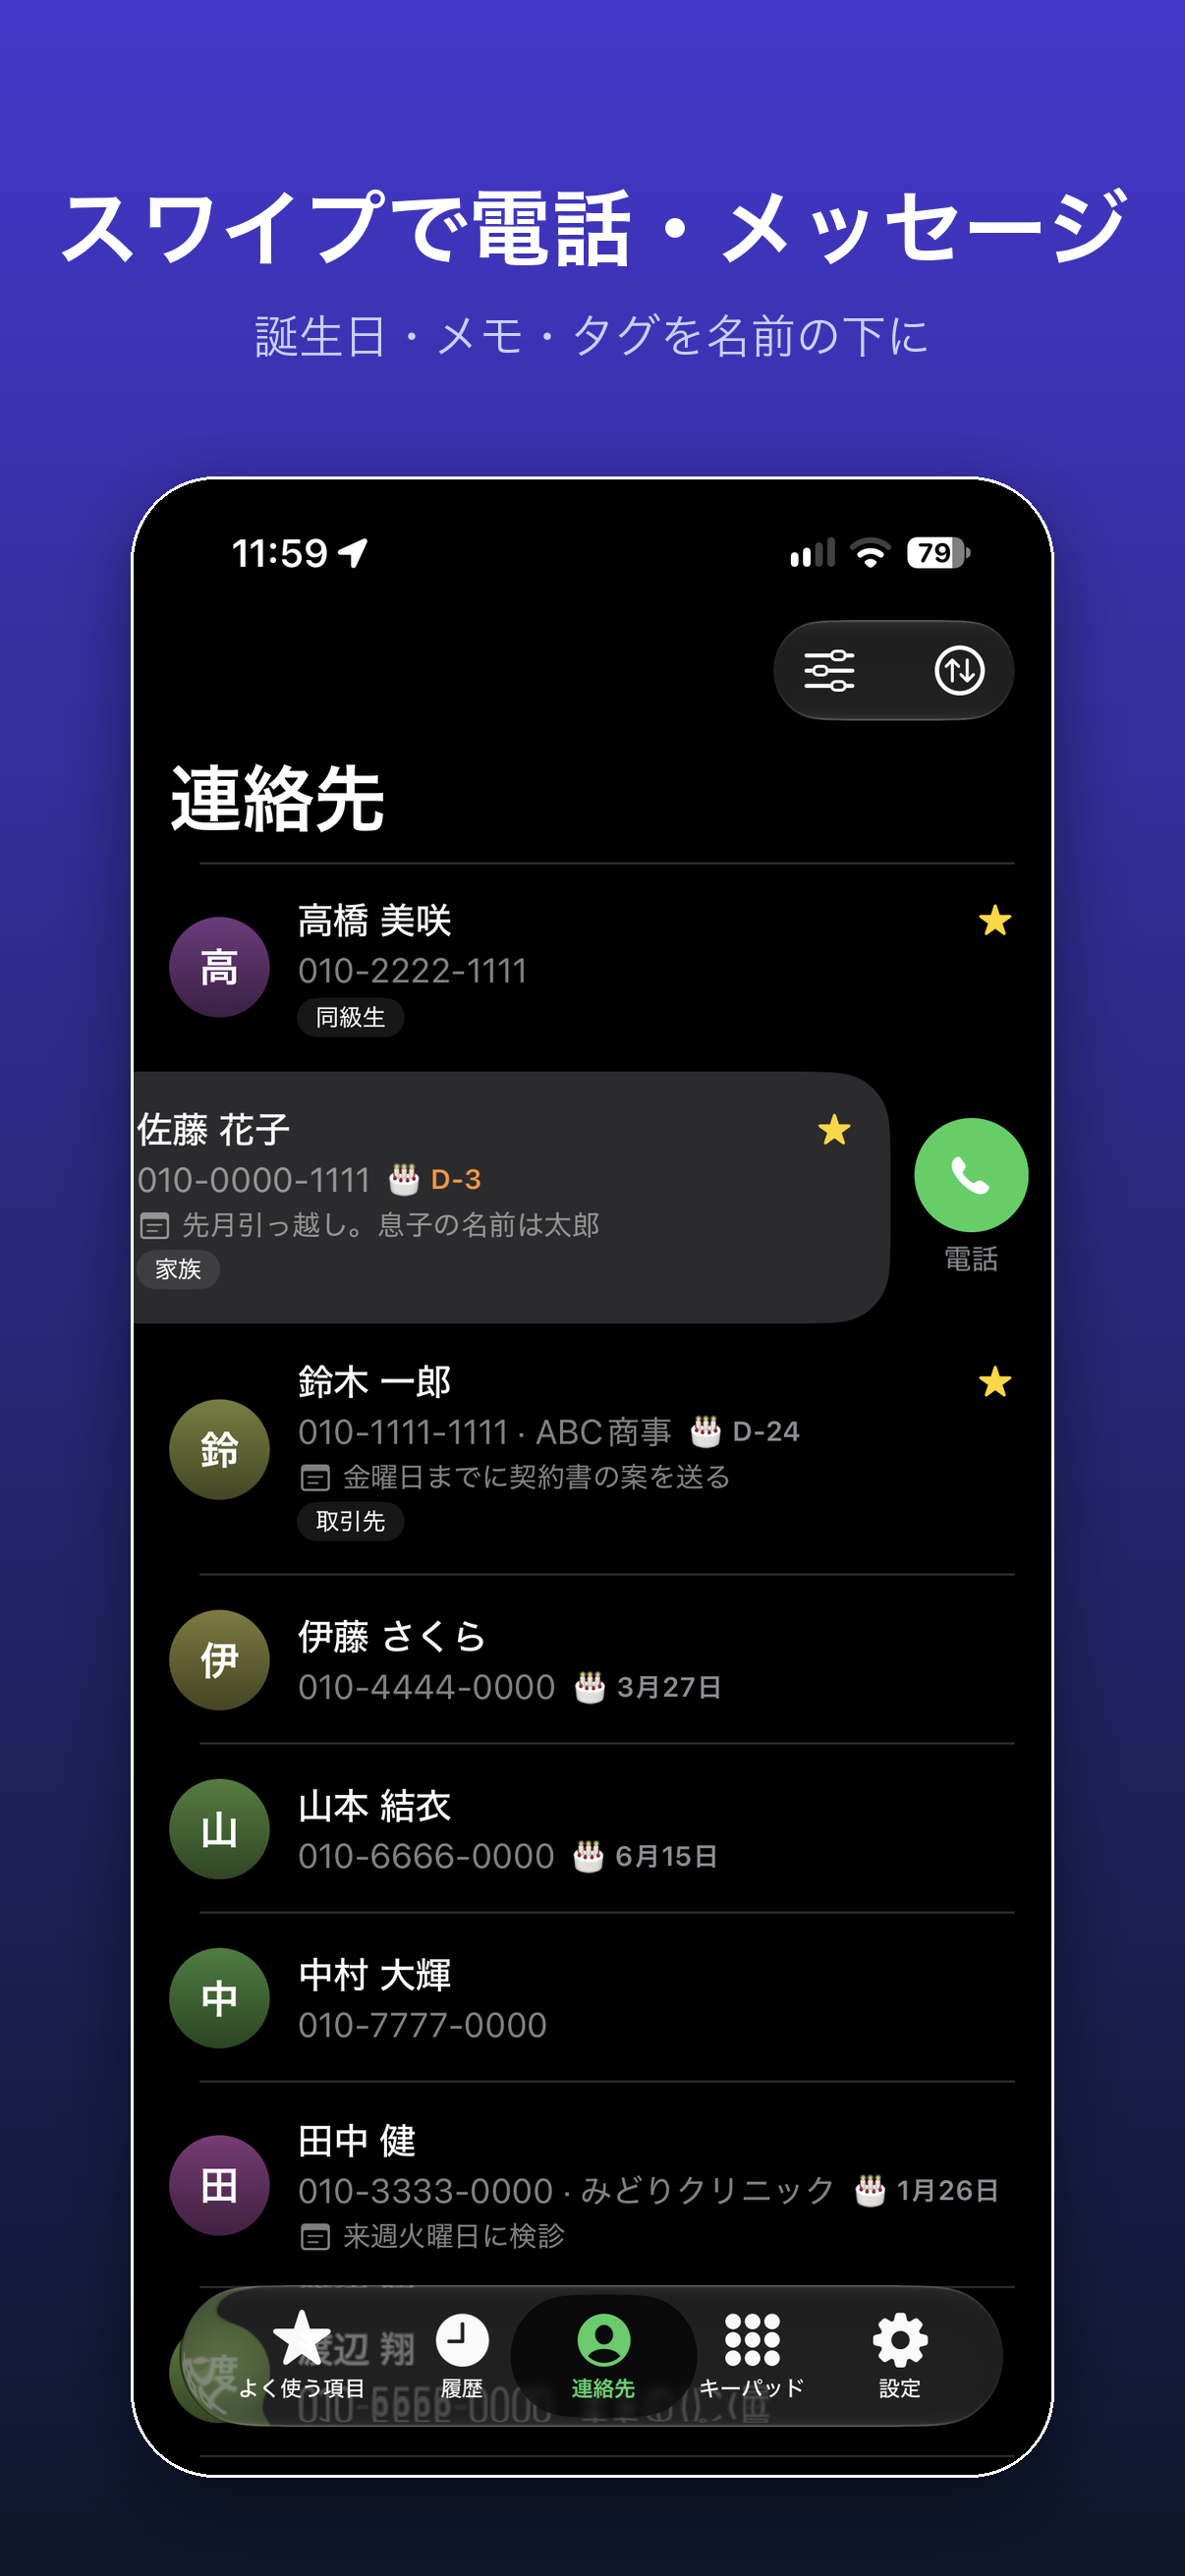 スワイプで電話・メッセージ
誕生日・メモ・タグを名前の下に
11:59
79
連絡先
高
高橋 美咲
010-2222-1111
同級生
佐藤 花子
010-0000-1111 D-3
先月引っ越し。息子の名前は太郎
家族
電話
鈴
鈴木 一郎
010-1111-1111 · ABC商事 D-24
金曜日までに契約書の案を送る
取引先
伊
伊藤 さくら
010-4444-0000 3月27日
山
山本 結衣
010-6666-0000 6月15日
中
中村 大輝
010-7777-0000
田
田中 健
010-3333-0000 · みどりクリニック 1月26日
来週火曜日に検診
渡辺 翔
よく使う項目
履歴
連絡先
キーパッド
設定